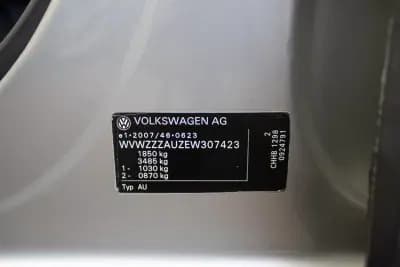 VOLKSWAGEN AG
e1*2007/46*0623
WVWZZZAUZEW307423
1850 kg
3485 kg
1 - 1030 kg
2 - 0870 kg
Typ AU
2
CHHB 1298
0924791